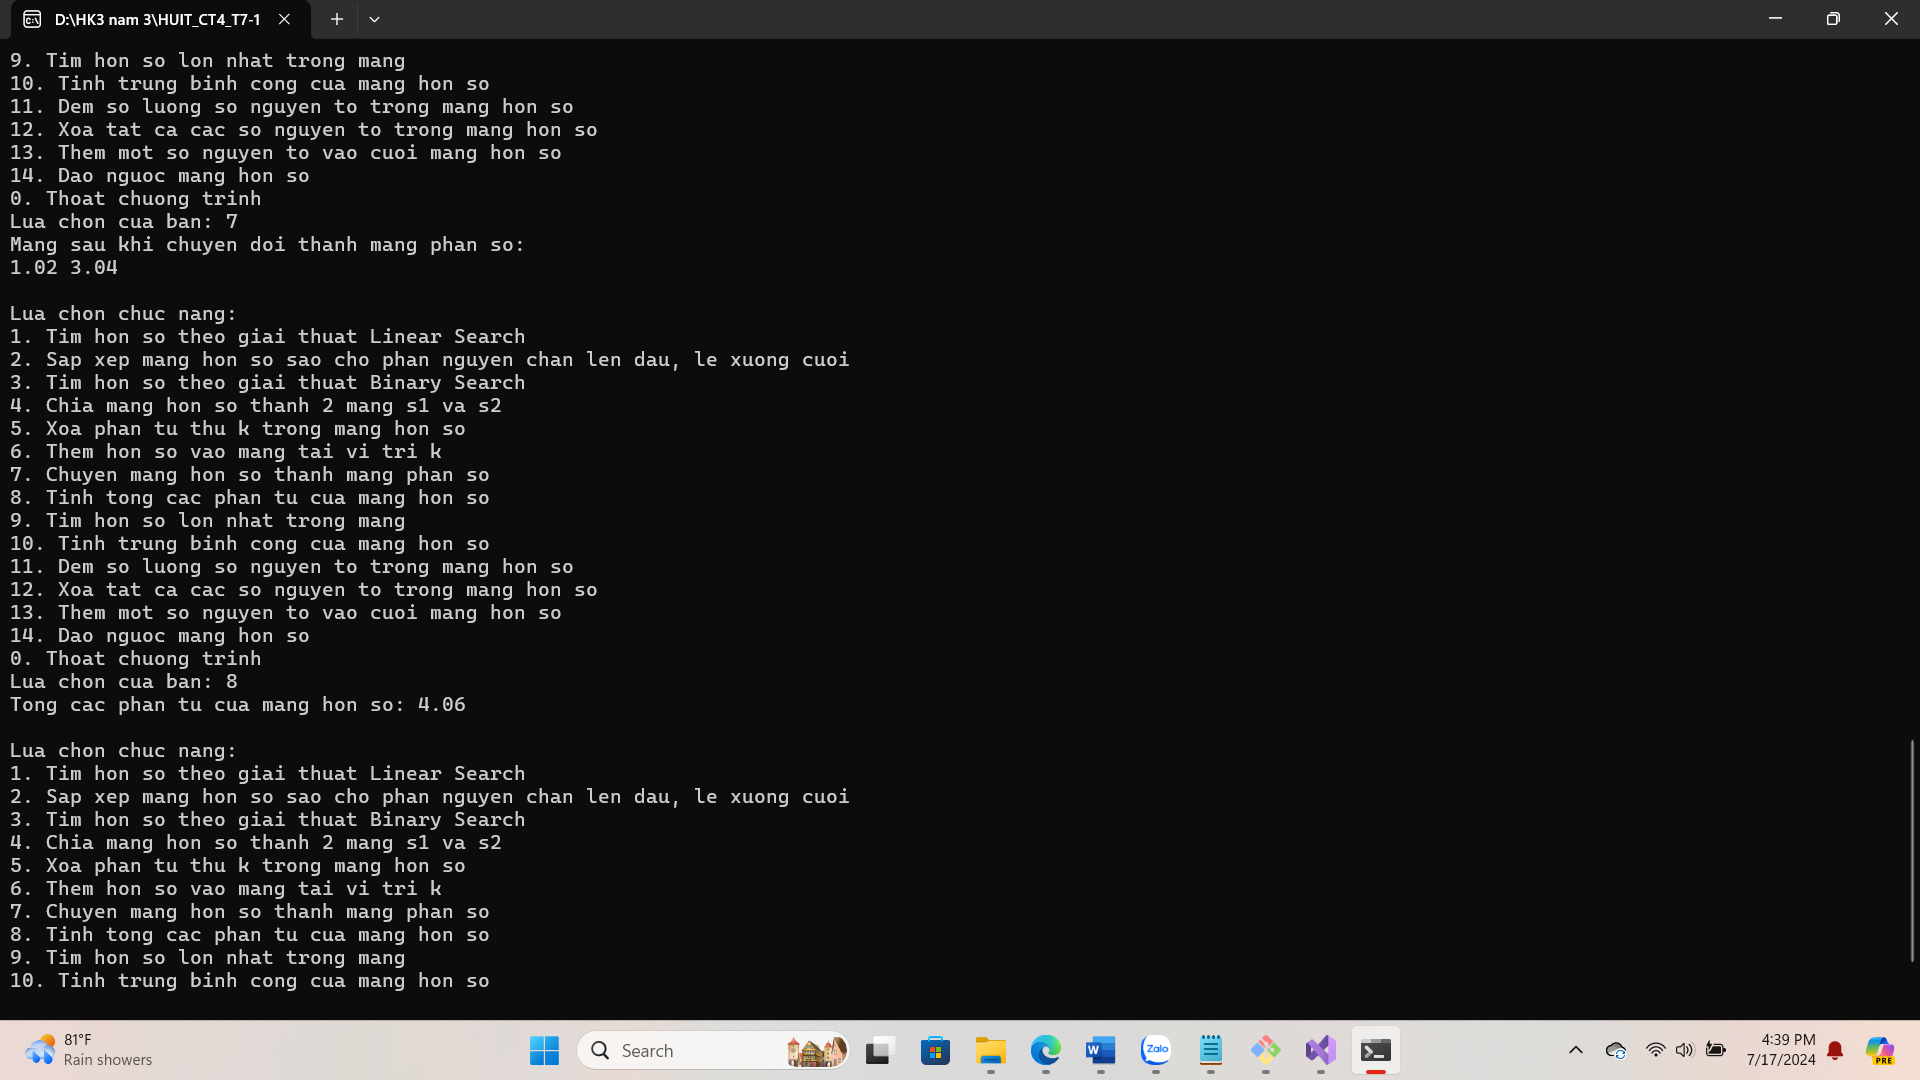 D:\HK3 nam 3\HUIT_CT4_T7-1
9. Tim hon so lon nhat trong mang
10. Tinh trung binh cong cua mang hon so
11. Dem so luong so nguyen to trong mang hon so
12. Xoa tat ca cac so nguyen to trong mang hon so
13. Them mot so nguyen to vao cuoi mang hon so
14. Dao nguoc mang hon so
0. Thoat chuong trinh
Lua chon cua ban: 7
Mang sau khi chuyen doi thanh mang phan so:
1.02 3.04
Lua chon chuc nang:
1. Tim hon so theo giai thuat Linear Search
2. Sap xep mang hon so sao cho phan nguyen chan len dau, le xuong cuoi
3. Tim hon so theo giai thuat Binary Search
4. Chia mang hon so thanh 2 mang s1 va s2
5. Xoa phan tu thu k trong mang hon so
6. Them hon so vao mang tai vi tri k
7. Chuyen mang hon so thanh mang phan so
8. Tinh tong cac phan tu cua mang hon so
9. Tim hon so lon nhat trong mang
10. Tinh trung binh cong cua mang hon so
11. Dem so luong so nguyen to trong mang hon so
12. Xoa tat ca cac so nguyen to trong mang hon so
13. Them mot so nguyen to vao cuoi mang hon so
14. Dao nguoc mang hon so
0. Thoat chuong trinh
Lua chon cua ban: 8
Tong cac phan tu cua mang hon so: 4.06
Lua chon chuc nang:
1. Tim hon so theo giai thuat Linear Search
2. Sap xep mang hon so sao cho phan nguyen chan len dau, le xuong cuoi
3. Tim hon so theo giai thuat Binary Search
4. Chia mang hon so thanh 2 mang s1 va s2
5. Xoa phan tu thu k trong mang hon so
6. Them hon so vao mang tai vi tri k
7. Chuyen mang hon so thanh mang phan so
8. Tinh tong cac phan tu cua mang hon so
9. Tim hon so lon nhat trong mang
10. Tinh trung binh cong cua mang hon so
81°F
Rain showers
Search
Zalo
4:39 PM
7/17/2024
PRE